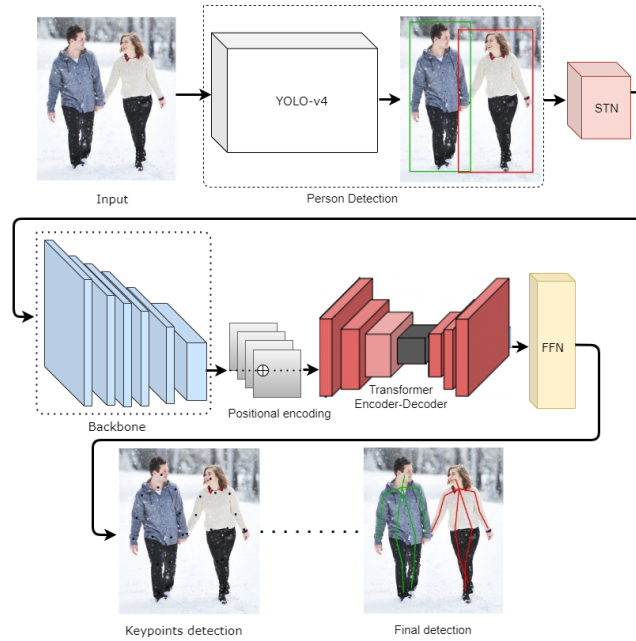 YOLO-v4
STN
Input
Person Detection
FFN
Transformer
Encoder-Decoder
Positional encoding
Backbone
Keypoints detection
Final detection